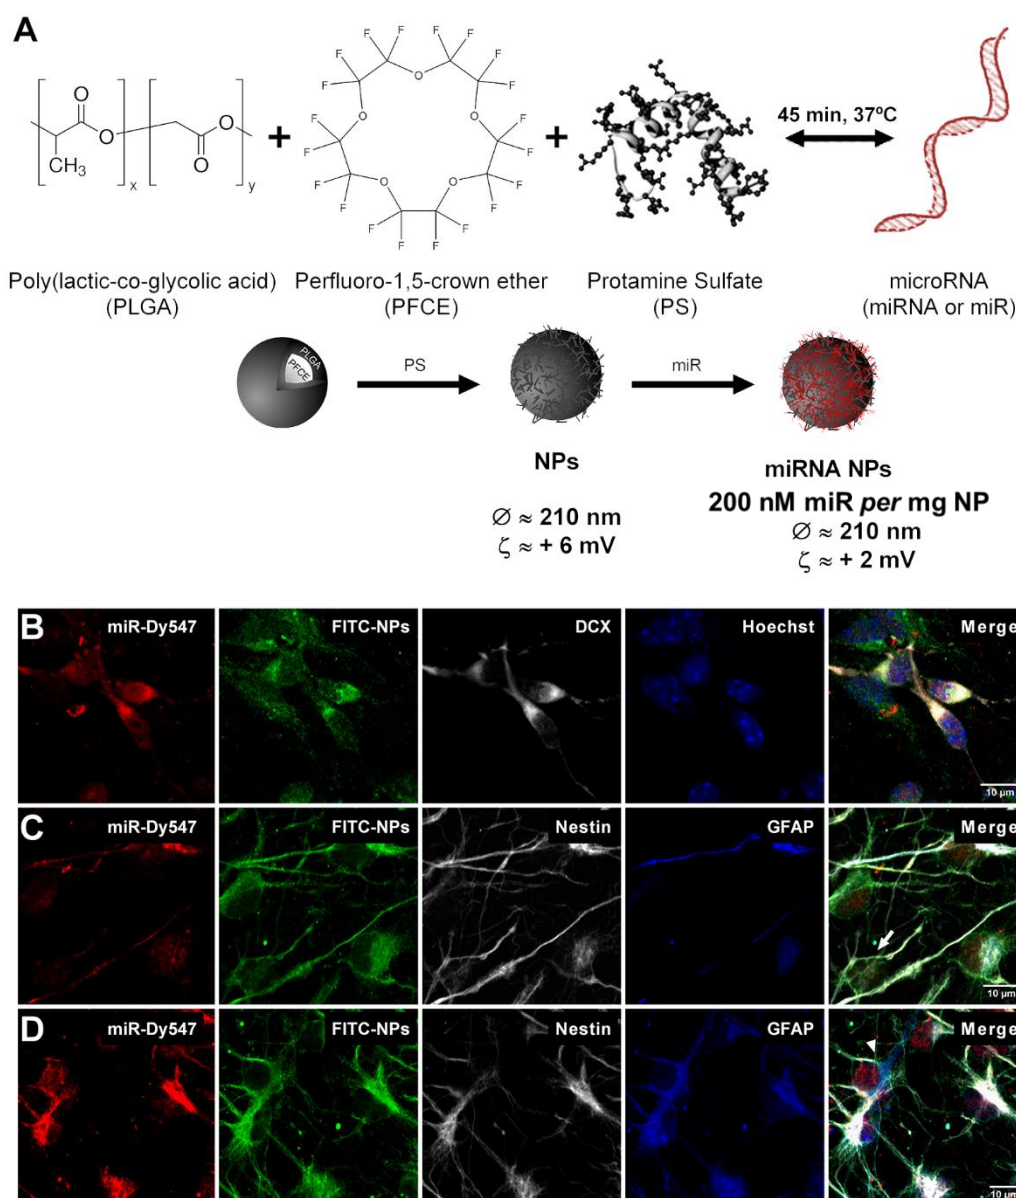 A
O
O
CH3
x
O
O
y
+
F F F F
F F F F
O
O O
F F F F
F F F F
O O
F F F F
+
45 min, 37ºC
Poly(lactic-co-glycolic acid)
(PLGA)
Perfluoro-1,5-crown ether
(PFCE)
Protamine Sulfate
(PS)
microRNA
(miRNA or miR)
PLGA
PFCE
PS
miR
NPs
∅ ≈ 210 nm
ζ ≈ + 6 mV
miRNA NPs
200 nM miR per mg NP
∅ ≈ 210 nm
ζ ≈ + 2 mV
B miR-Dy547 FITC-NPs DCX Hoechst Merge
10 µm
C miR-Dy547 FITC-NPs Nestin GFAP Merge
10 µm
D miR-Dy547 FITC-NPs Nestin GFAP Merge
10 µm